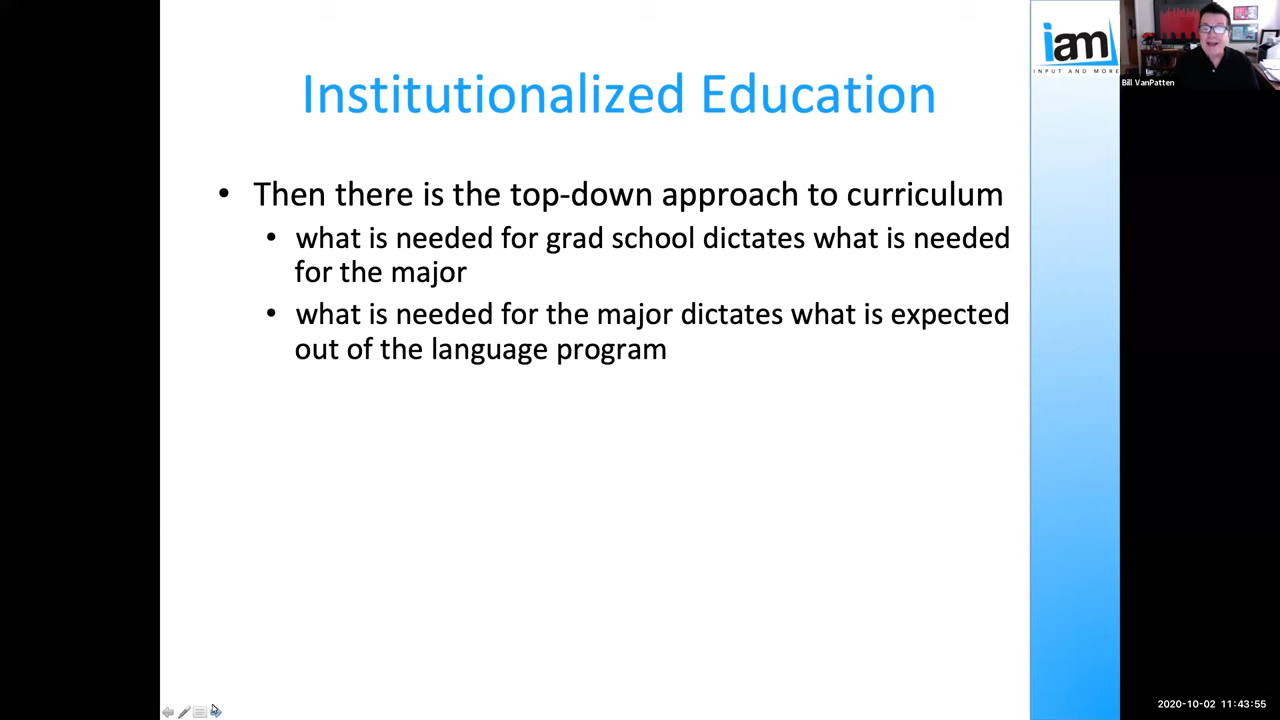 Institutionalized Education
• Then there is the top-down approach to curriculum
• what is needed for grad school dictates what is needed
for the major
• what is needed for the major dictates what is expected
out of the language program
iam
INPUT AND MORE
Bill VanPatten
2020-10-02 11:43:55